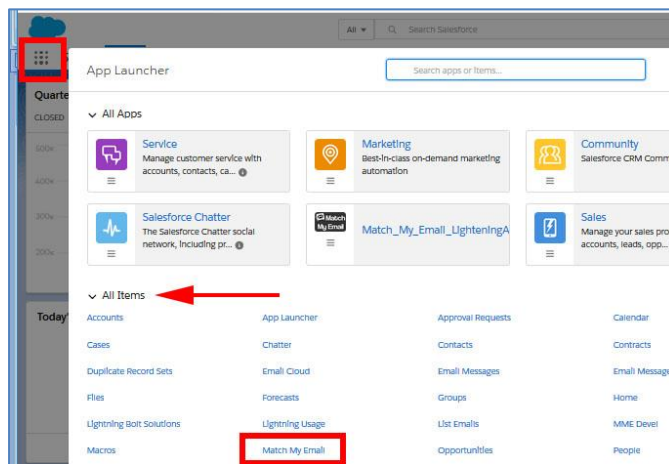 All
Search Salesforce
App Launcher
Search apps or items...
Quarte
CLOSED
All Apps
Service
Manage customer service with
accounts, contacts, ca...
Marketing
Best-in-class on-demand marketing
automation
Community
Salesforce CRM Comm
Salesforce Chatter
The Salesforce Chatter social
network, including pr...
Match
My Email
Match_My_Email_LighteningA
Sales
Manage your sales pro
accounts, leads, opp...
All Items
Today'
Accounts App Launcher Approval Requests Calendar
Cases Chatter Contacts Contracts
Duplicate Record Sets Email Cloud Email Messages Email Message
Files Forecasts Groups Home
Lightning Bolt Solutions Lightning Usage List Emails MME Devel
Macros Match My Email Opportunities People